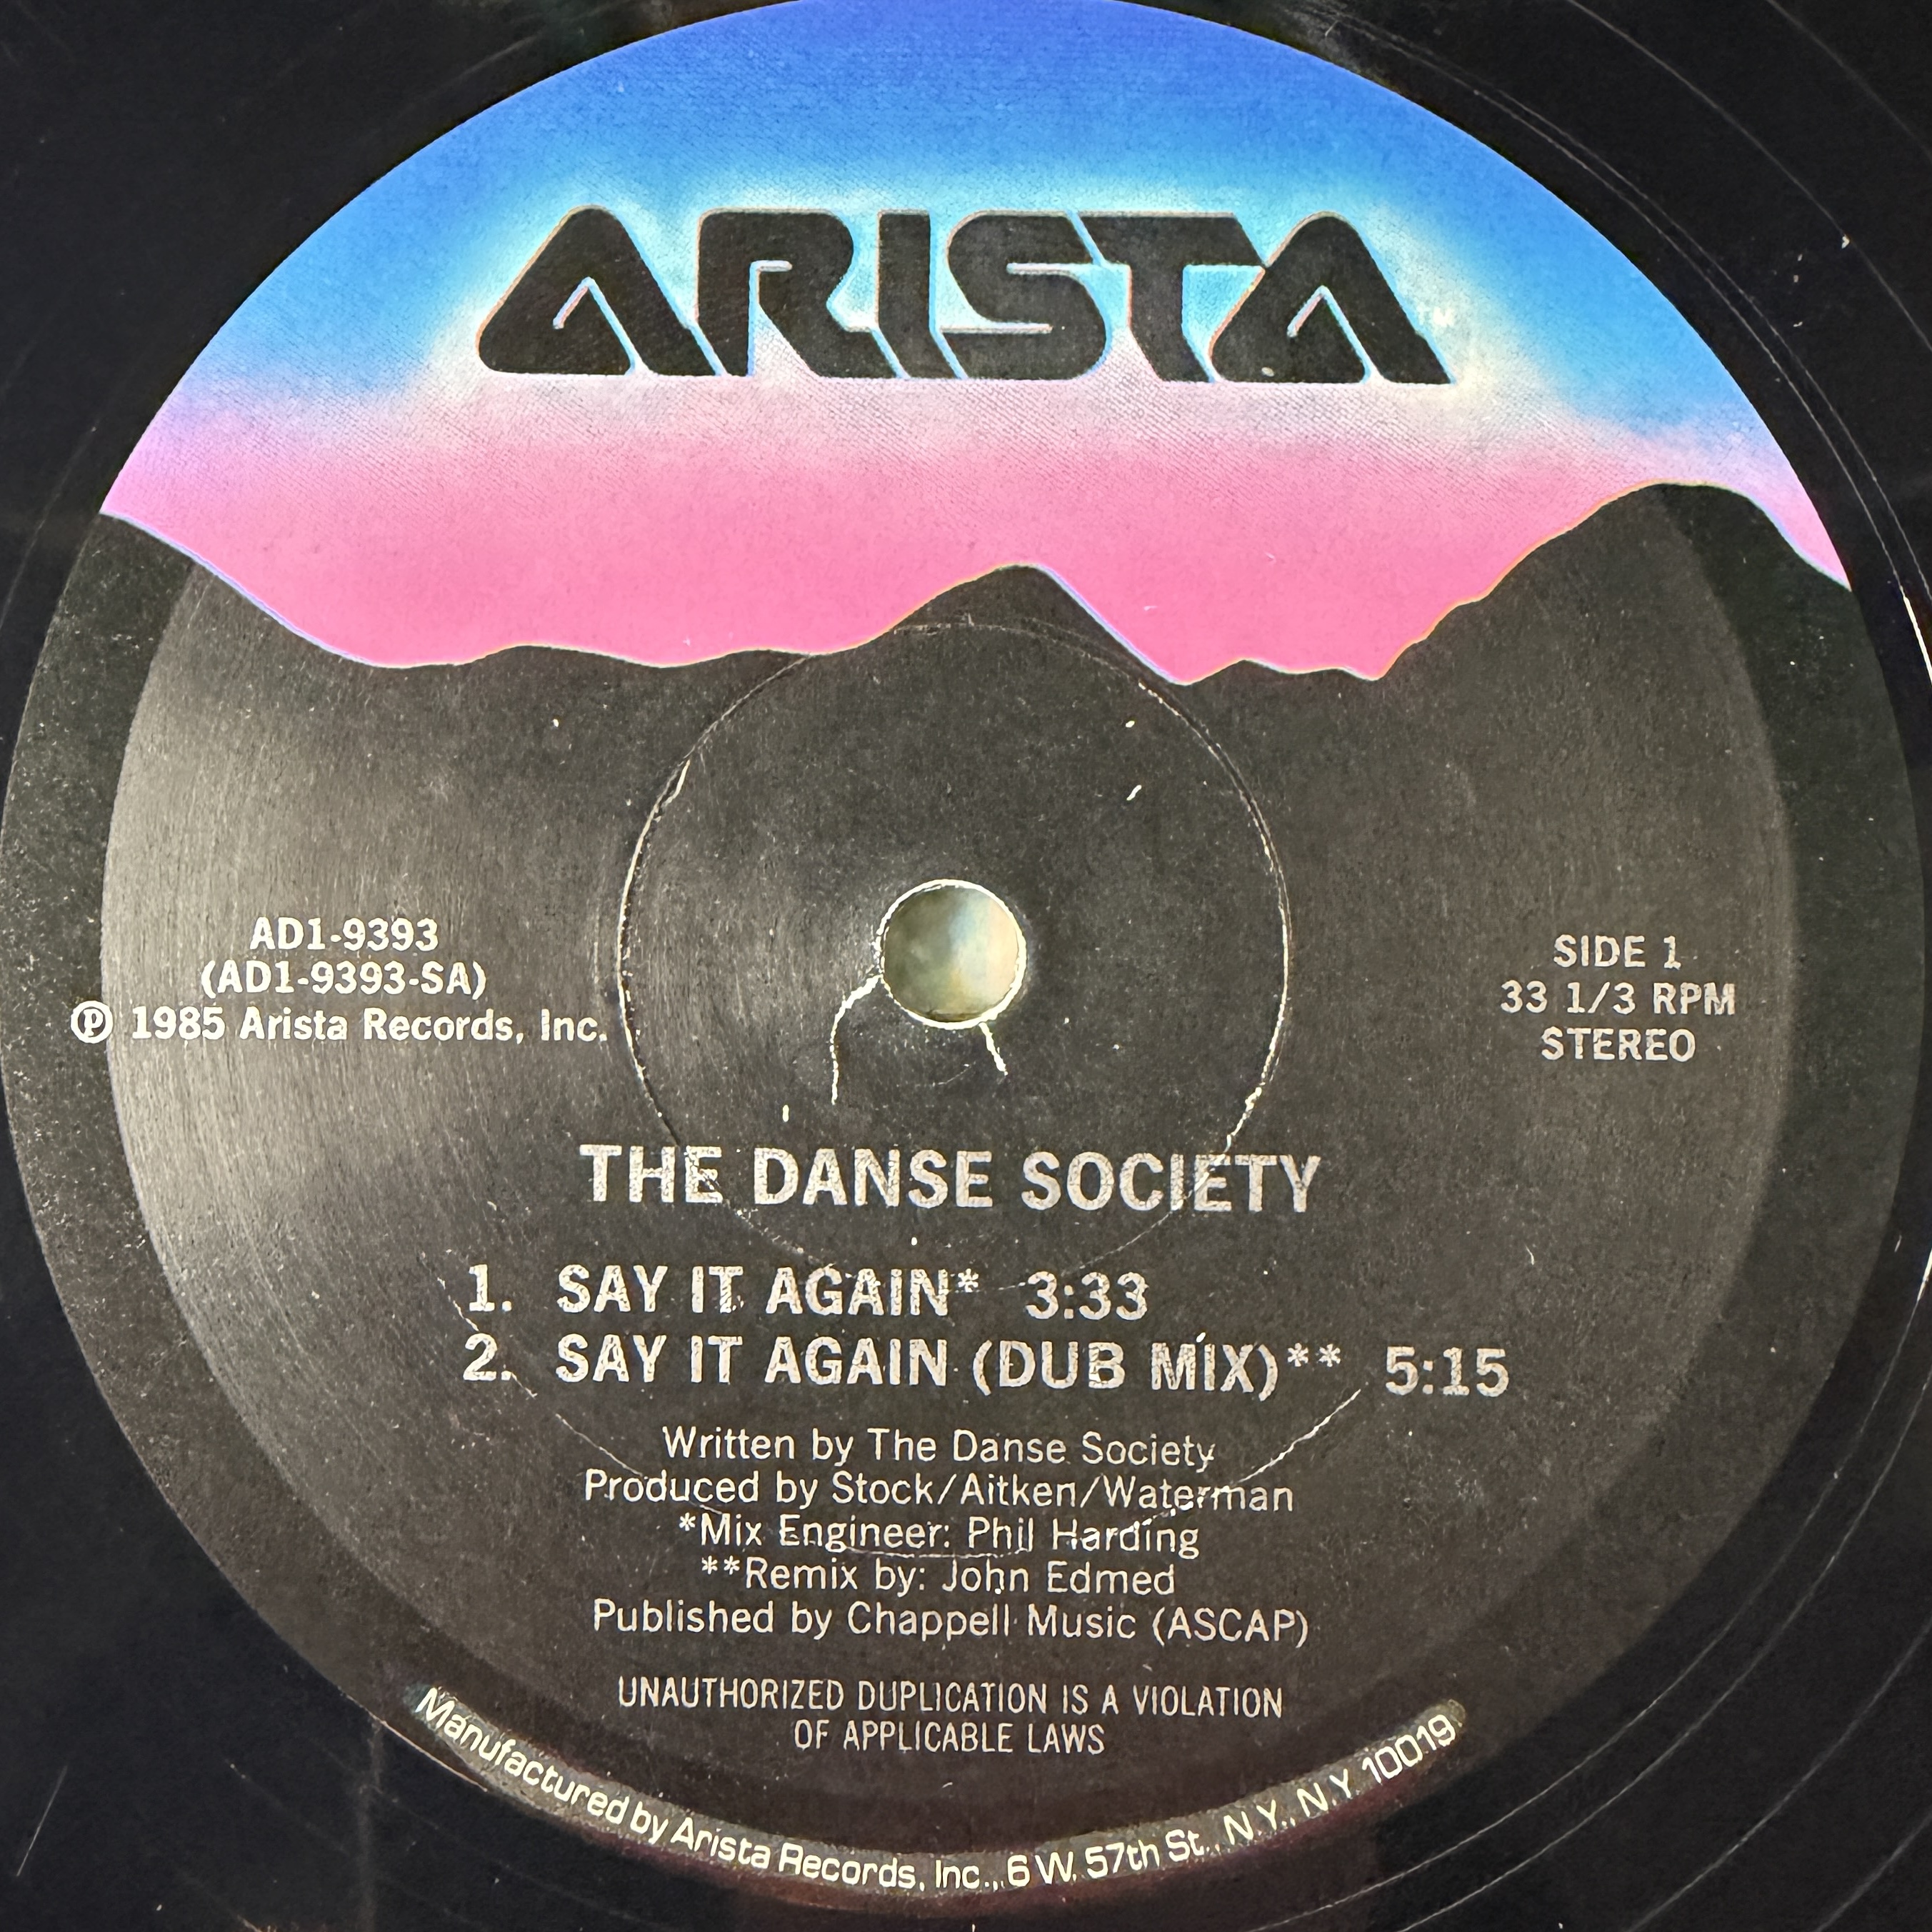 ARISTA™
AD1-9393
(AD1-9393-SA)
℗ 1985 Arista Records, Inc.
SIDE 1
33 1/3 RPM
STEREO
THE DANSE SOCIETY
1. SAY IT AGAIN* 3:33
2. SAY IT AGAIN (DUB MIX)** 5:15
Written by The Danse Society
Produced by Stock/Aitken/Waterman
*Mix Engineer: Phil Harding
**Remix by: John Edmed
Published by Chappell Music (ASCAP)
UNAUTHORIZED DUPLICATION IS A VIOLATION
OF APPLICABLE LAWS
Manufactured by Arista Records, Inc., 6 W. 57th St., N.Y., N.Y. 10019